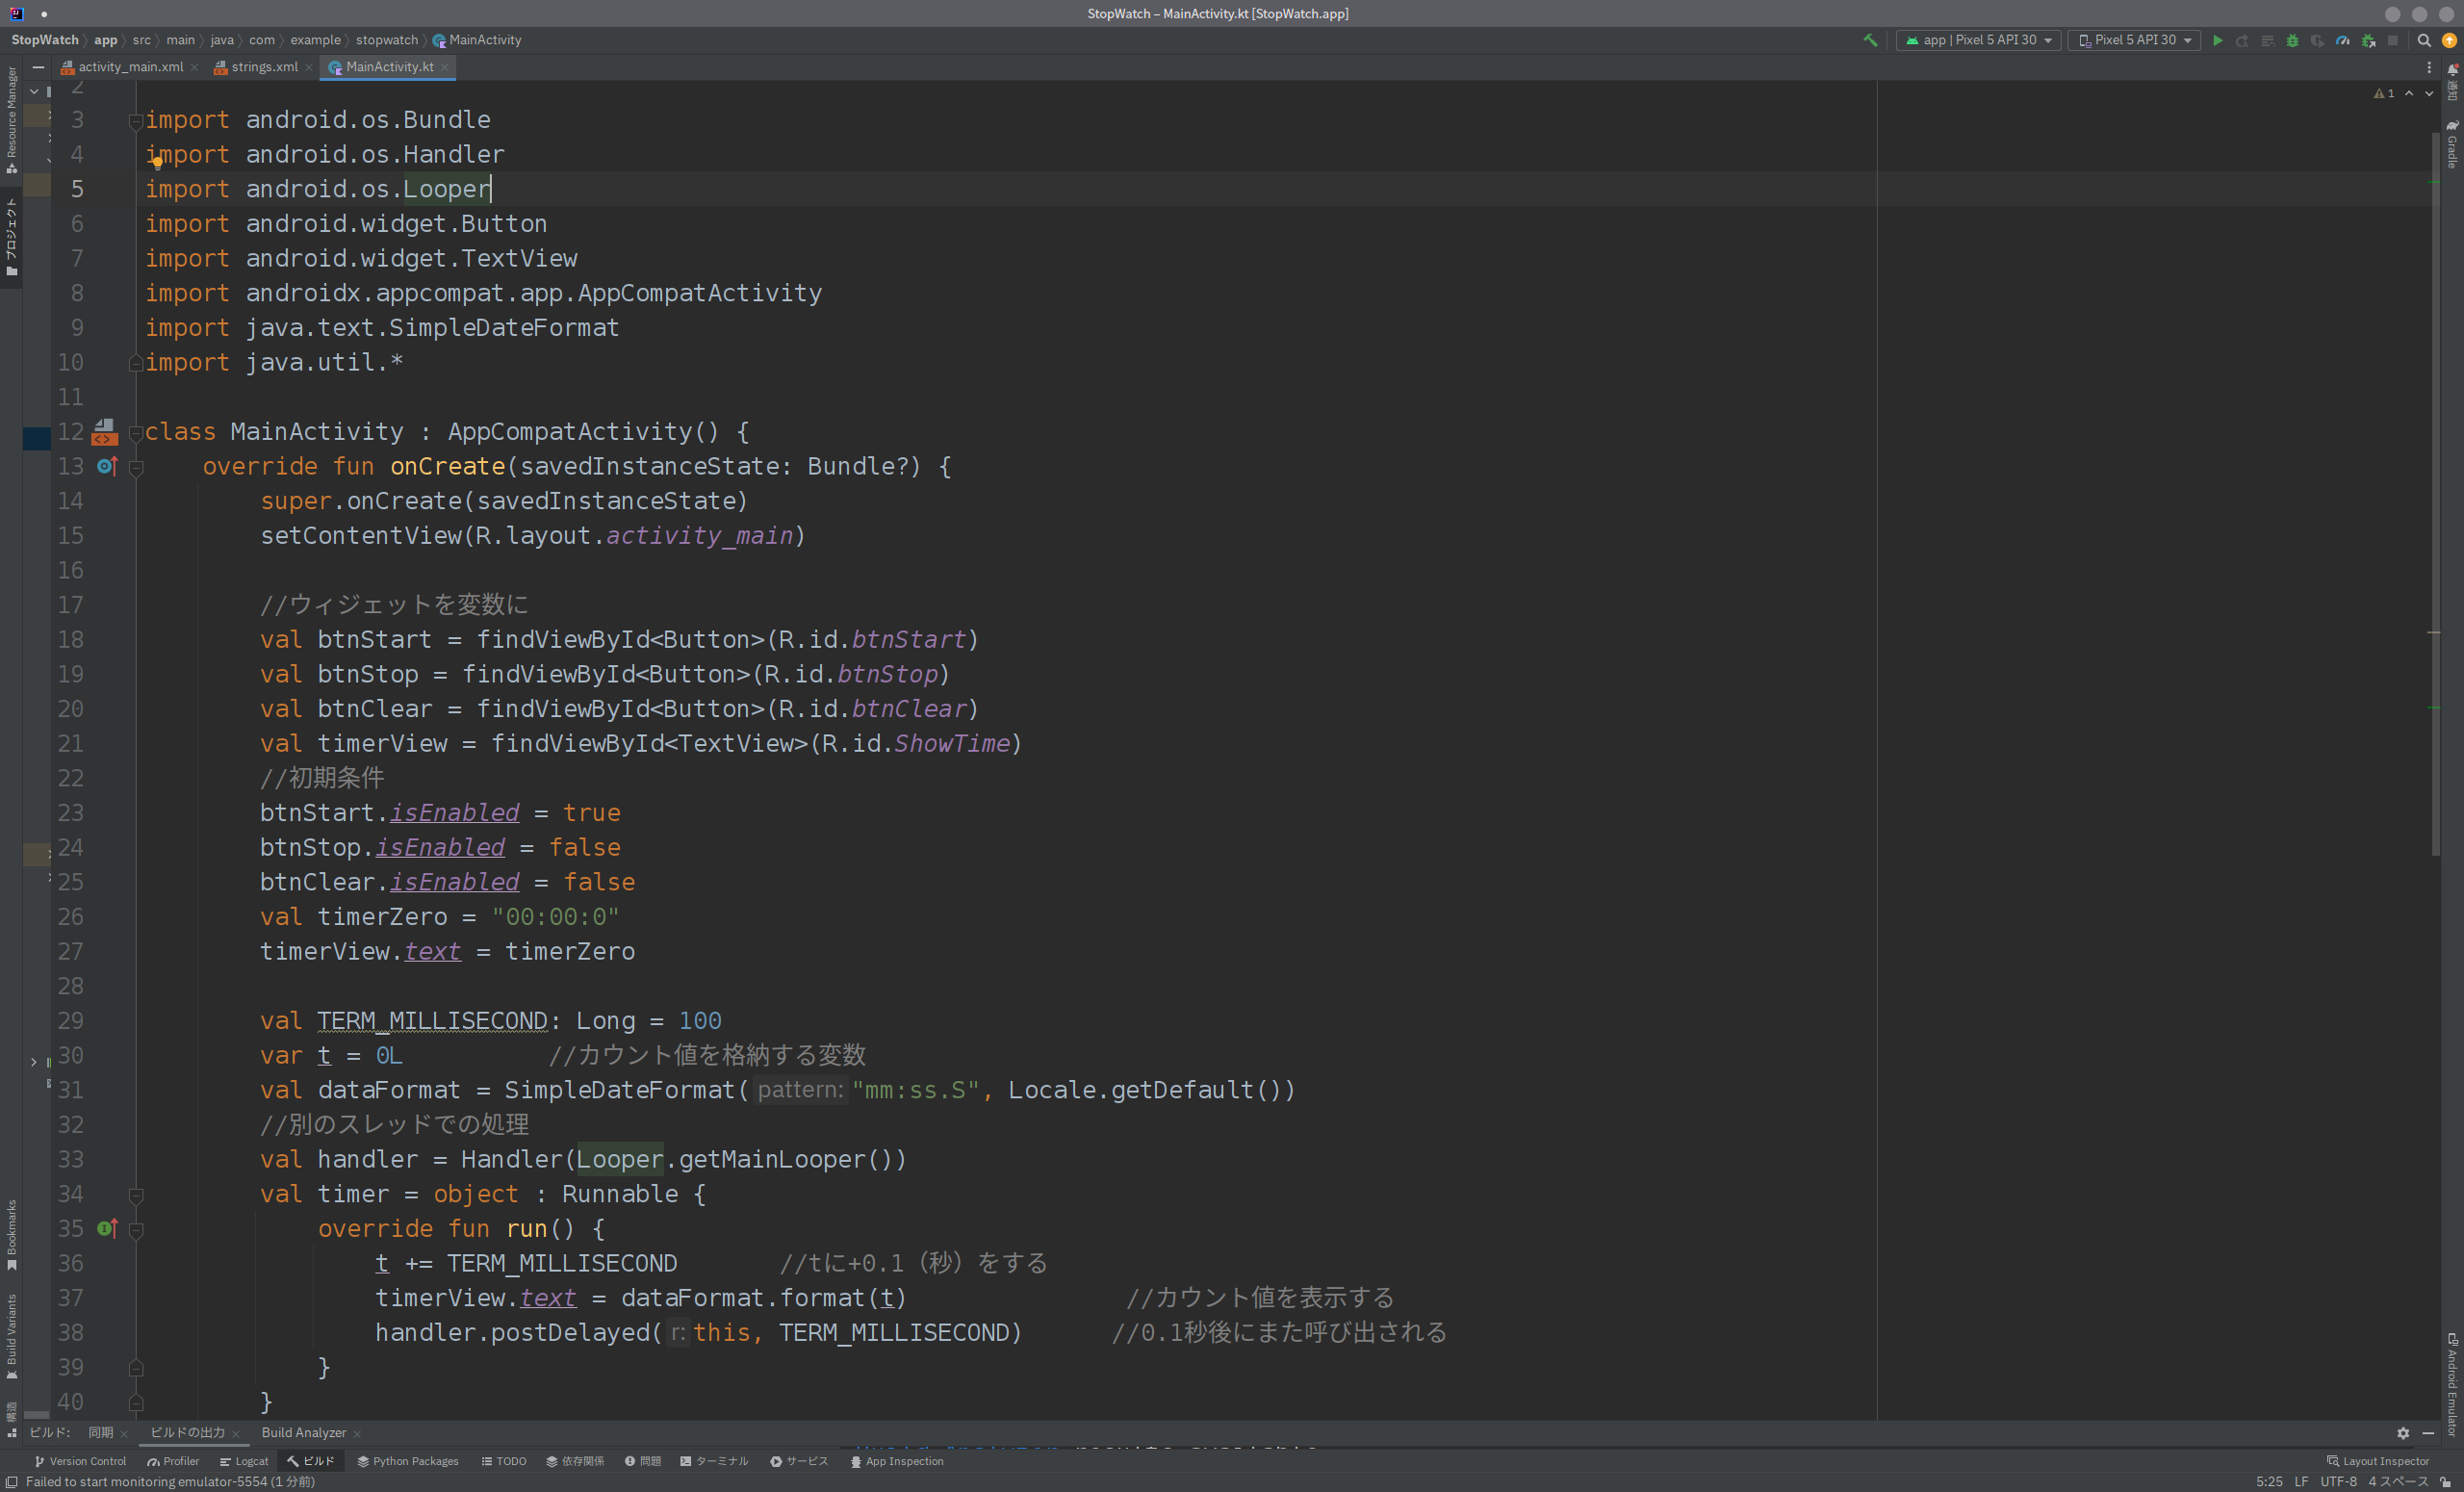 StopWatch – MainActivity.kt [StopWatch.app]
StopWatch app src main java com example stopwatch MainActivity
app | Pixel 5 API 30 Pixel 5 API 30
activity_main.xml strings.xml MainActivity.kt
1
Resource Manager
プロジェクト
Bookmarks
Build Variants
構造
通知
Gradle
Android Emulator
2
3 import android.os.Bundle
4 import android.os.Handler
5 import android.os.Looper
6 import android.widget.Button
7 import android.widget.TextView
8 import androidx.appcompat.app.AppCompatActivity
9 import java.text.SimpleDateFormat
10 import java.util.*
11
12 class MainActivity : AppCompatActivity() {
13 override fun onCreate(savedInstanceState: Bundle?) {
14 super.onCreate(savedInstanceState)
15 setContentView(R.layout.activity_main)
16
17 //ウィジェットを変数に
18 val btnStart = findViewById<Button>(R.id.btnStart)
19 val btnStop = findViewById<Button>(R.id.btnStop)
20 val btnClear = findViewById<Button>(R.id.btnClear)
21 val timerView = findViewById<TextView>(R.id.ShowTime)
22 //初期条件
23 btnStart.isEnabled = true
24 btnStop.isEnabled = false
25 btnClear.isEnabled = false
26 val timerZero = "00:00:0"
27 timerView.text = timerZero
28
29 val TERM_MILLISECOND: Long = 100
30 var t = 0L //カウント値を格納する変数
31 val dataFormat = SimpleDateFormat( pattern: "mm:ss.S", Locale.getDefault())
32 //別のスレッドでの処理
33 val handler = Handler(Looper.getMainLooper())
34 val timer = object : Runnable {
35 override fun run() {
36 t += TERM_MILLISECOND //tに+0.1（秒）をする
37 timerView.text = dataFormat.format(t) //カウント値を表示する
38 handler.postDelayed( r: this, TERM_MILLISECOND) //0.1秒後にまた呼び出される
39 }
40 }
ビルド: 同期 ビルドの出力 Build Analyzer
Version Control Profiler Logcat ビルド Python Packages TODO 依存関係 問題 ターミナル サービス App Inspection Layout Inspector
Failed to start monitoring emulator-5554 (1 分前) 5:25 LF UTF-8 4 スペース